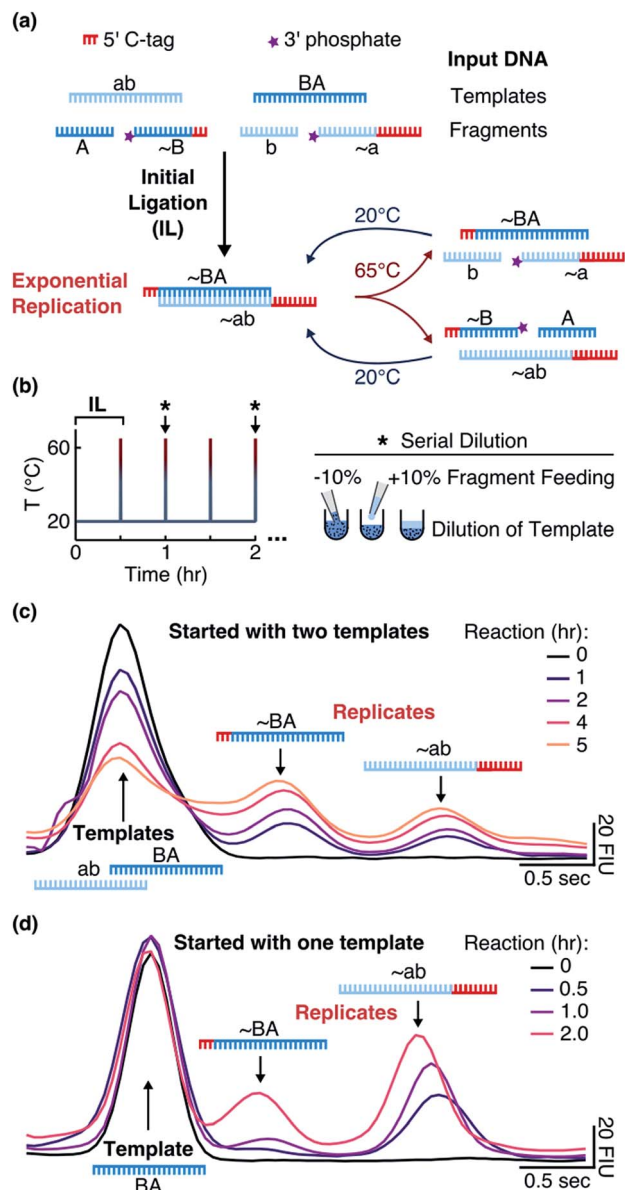 (a)
5' C-tag
3' phosphate
Input DNA
ab
BA
Templates
A
~B
b
~a
Fragments
Initial
Ligation
(IL)
Exponential
Replication
~BA
~ab
20°C
65°C
20°C
~BA
b
~a
~B
A
~ab
(b)
IL
*
*
T (°C)
60
20
0
1
2
...
Time (hr)
* Serial Dilution
-10%
+10%
Fragment Feeding
Dilution of Template
(c)
Started with two templates
Reaction (hr):
0
1
2
4
5
~BA
Replicates
~ab
Templates
ab
BA
20 FIU
0.5 sec
(d)
Started with one template
Reaction (hr):
0
0.5
1.0
2.0
~ab
Replicates
~BA
Template
BA
20 FIU
0.5 sec